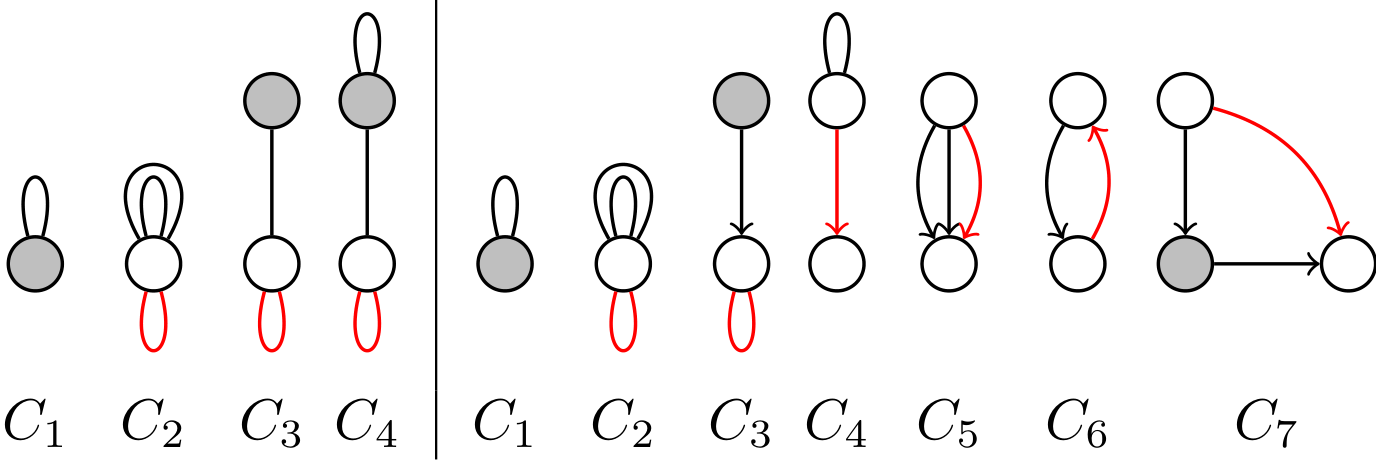 C₁ C₂ C₃ C₄ C₁ C₂ C₃ C₄ C₅ C₆ C₇